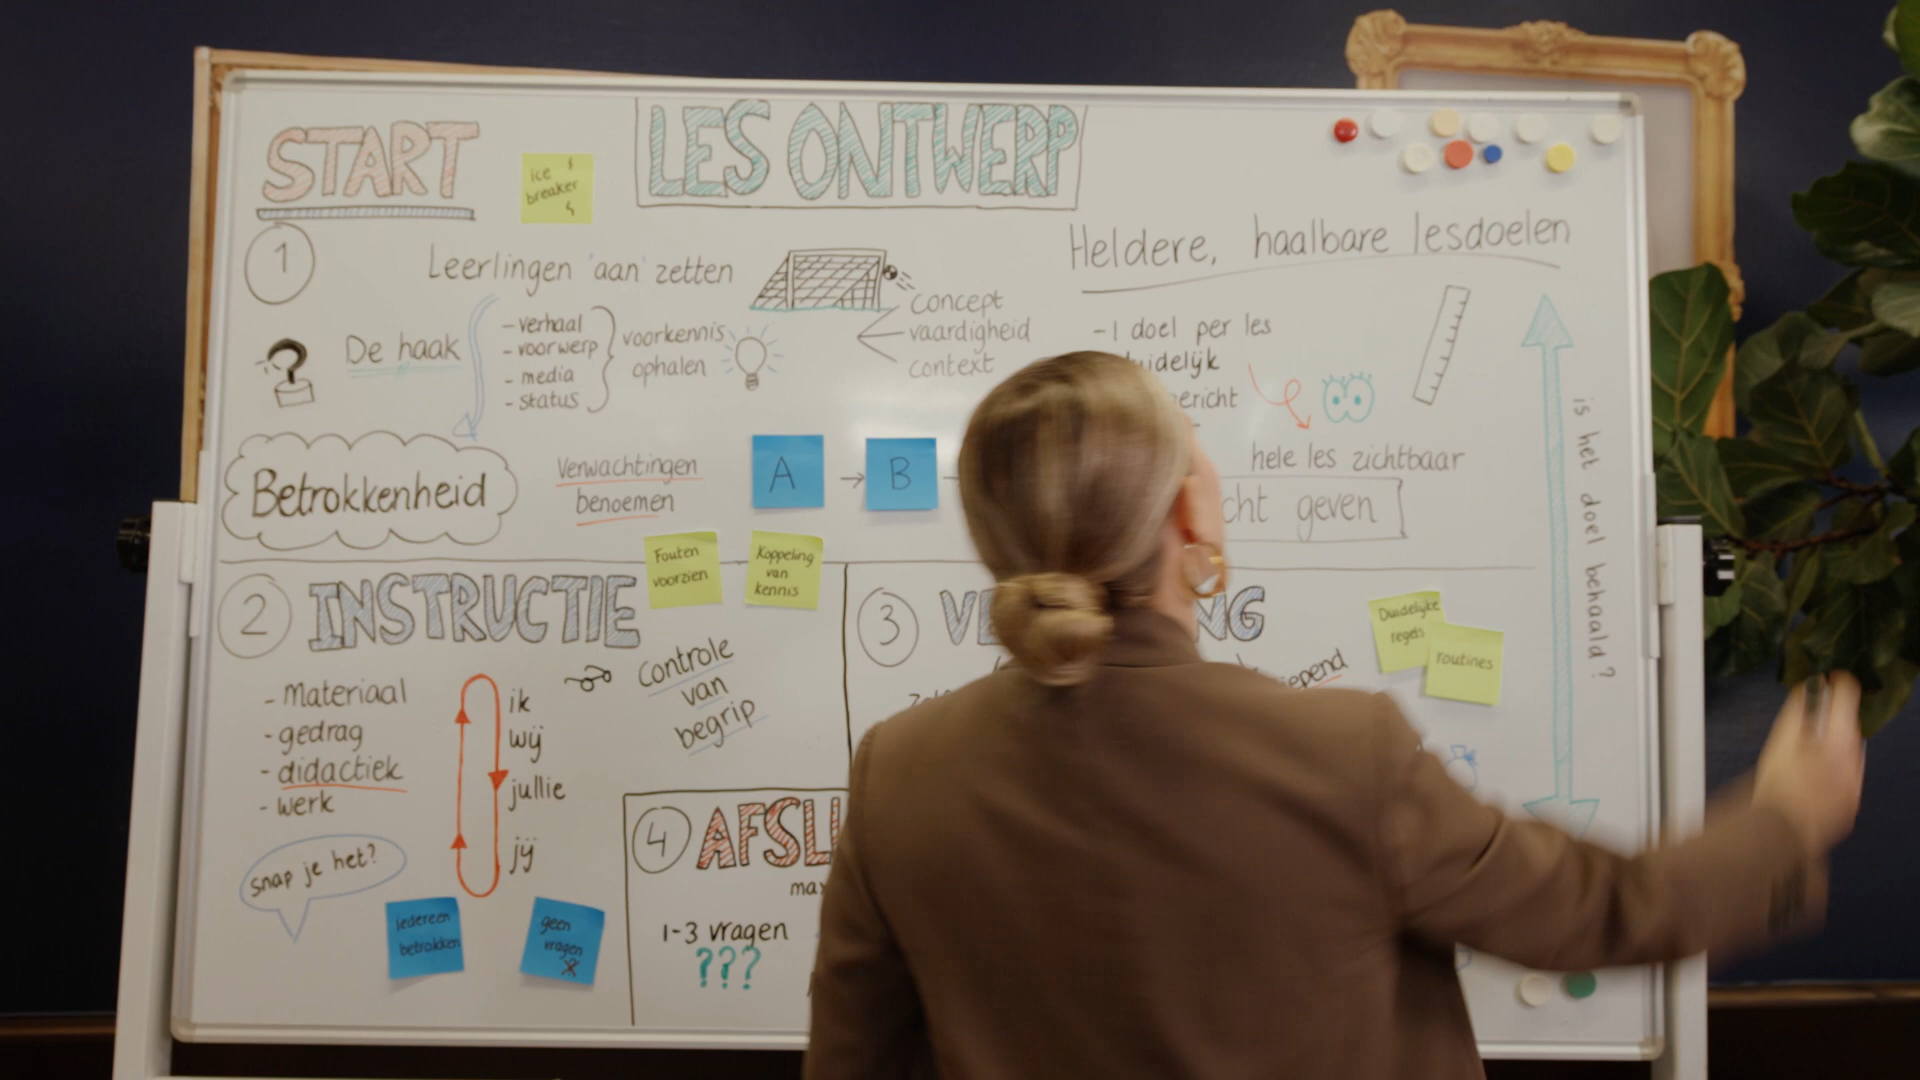 START
ice
breaker
LES ONTWERP
1
Leerlingen 'aan' zetten
De haak
- verhaal
- voorwerp
- media
- status
voorkennis
ophalen
concept
vaardigheid
context
Betrokkenheid
Verwachtingen
benoemen
A
B
Heldere, haalbare lesdoelen
- 1 doel per les
hele les zichtbaar
geven
is het doel behaald?
2 INSTRUCTIE
Fouten
voorzien
Koppeling
van
kennis
- Materiaal
- gedrag
- didactiek
- werk
ik
wij
jullie
jij
Controle
van
begrip
snap je het?
iedereen
betrokken
geen
vragen
3
Duidelijke
regels
routines
4
1-3 vragen
???